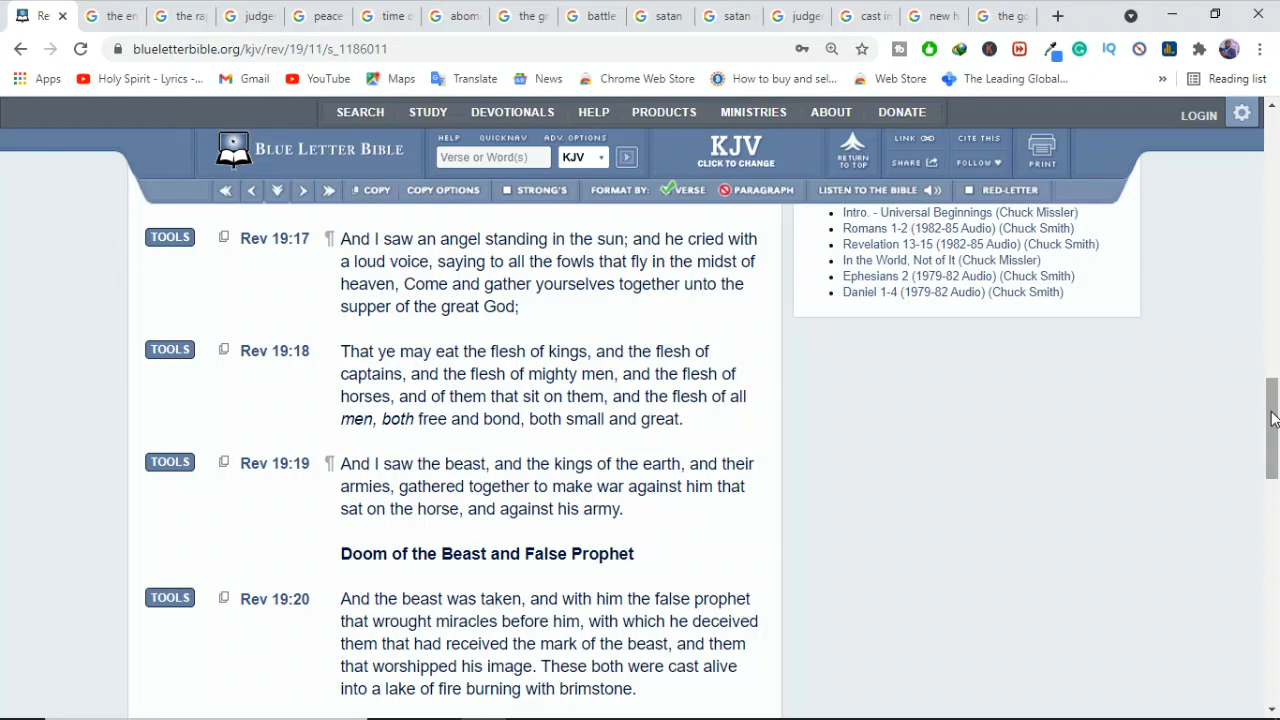 Re
the en
the ra
judge
peace
time o
abom
the gr
battle
satan
satan
judge
cast in
new h
the go
blueletterbible.org/kjv/rev/19/11/s_1186011
Apps
Holy Spirit - Lyrics -...
Gmail
YouTube
Maps
Translate
News
Chrome Web Store
How to buy and sel...
Web Store
The Leading Global...
»
Reading list
SEARCH STUDY DEVOTIONALS HELP PRODUCTS MINISTRIES ABOUT DONATE
LOGIN
BLUE LETTER BIBLE
HELP QUICKNAV ADV. OPTIONS
Verse or Word(s) KJV
KJV
CLICK TO CHANGE
RETURN
TO TOP
LINK
SHARE
CITE THIS
FOLLOW
PRINT
COPY COPY OPTIONS STRONG'S FORMAT BY: VERSE PARAGRAPH LISTEN TO THE BIBLE RED-LETTER
TOOLS Rev 19:17 ¶ And I saw an angel standing in the sun; and he cried with
a loud voice, saying to all the fowls that fly in the midst of
heaven, Come and gather yourselves together unto the
supper of the great God;
TOOLS Rev 19:18 That ye may eat the flesh of kings, and the flesh of
captains, and the flesh of mighty men, and the flesh of
horses, and of them that sit on them, and the flesh of all
men, both free and bond, both small and great.
TOOLS Rev 19:19 ¶ And I saw the beast, and the kings of the earth, and their
armies, gathered together to make war against him that
sat on the horse, and against his army.
Doom of the Beast and False Prophet
TOOLS Rev 19:20 And the beast was taken, and with him the false prophet
that wrought miracles before him, with which he deceived
them that had received the mark of the beast, and them
that worshipped his image. These both were cast alive
into a lake of fire burning with brimstone.
Intro. - Universal Beginnings (Chuck Missler)
Romans 1-2 (1982-85 Audio) (Chuck Smith)
Revelation 13-15 (1982-85 Audio) (Chuck Smith)
In the World, Not of It (Chuck Missler)
Ephesians 2 (1979-82 Audio) (Chuck Smith)
Daniel 1-4 (1979-82 Audio) (Chuck Smith)